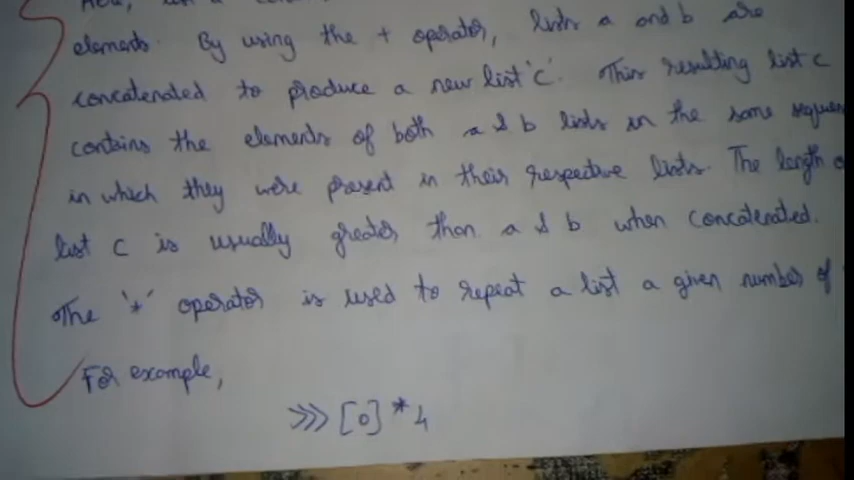 elements. By using the + operator, lists a and b are
concatenated to produce a new list 'c'. This resulting list c
contains the elements of both a & b lists in the same
in which they were present in their respective lists. The length
list c is usually greater than a & b when concatenated.
The '*' operator is used to repeat a list a given number of
For example,
>>> [0] * 4